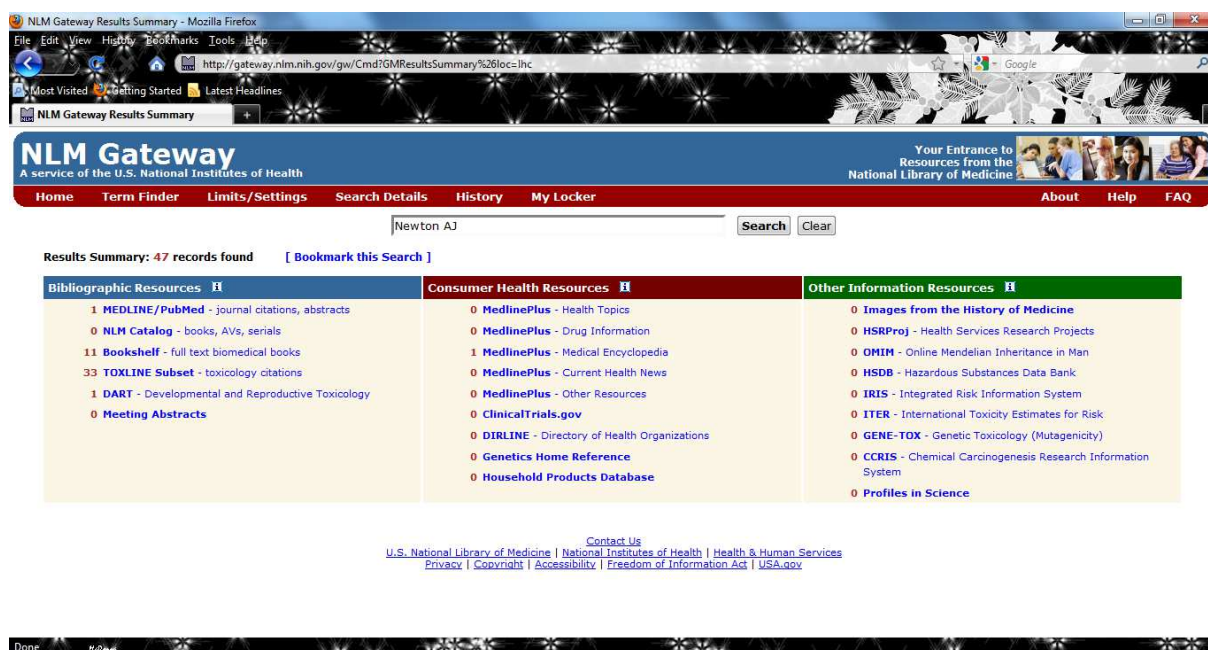 NLM Gateway Results Summary - Mozilla Firefox
File Edit View History Bookmarks Tools Help
http://gateway.nlm.nih.gov/gw/Cmd?GMResultsSummary%26loc=lhc
Google
Most Visited Getting Started Latest Headlines
NLM Gateway Results Summary
NLM Gateway
A service of the U.S. National Institutes of Health
Your Entrance to
Resources from the
National Library of Medicine
Home Term Finder Limits/Settings Search Details History My Locker About Help FAQ
Newton AJ Search Clear
Results Summary: 47 records found [ Bookmark this Search ]
Bibliographic Resources
1 MEDLINE/PubMed - journal citations, abstracts
0 NLM Catalog - books, AVs, serials
11 Bookshelf - full text biomedical books
33 TOXLINE Subset - toxicology citations
1 DART - Developmental and Reproductive Toxicology
0 Meeting Abstracts
Consumer Health Resources
0 MedlinePlus - Health Topics
0 MedlinePlus - Drug Information
1 MedlinePlus - Medical Encyclopedia
0 MedlinePlus - Current Health News
0 MedlinePlus - Other Resources
0 ClinicalTrials.gov
0 DIRLINE - Directory of Health Organizations
0 Genetics Home Reference
0 Household Products Database
Other Information Resources
0 Images from the History of Medicine
0 HSRProj - Health Services Research Projects
0 OMIM - Online Mendelian Inheritance in Man
0 HSDB - Hazardous Substances Data Bank
0 IRIS - Integrated Risk Information System
0 ITER - International Toxicity Estimates for Risk
0 GENE-TOX - Genetic Toxicology (Mutagenicity)
0 CCRIS - Chemical Carcinogenesis Research Information
System
0 Profiles in Science
Contact Us
U.S. National Library of Medicine | National Institutes of Health | Health & Human Services
Privacy | Copyright | Accessibility | Freedom of Information Act | USA.gov
Done